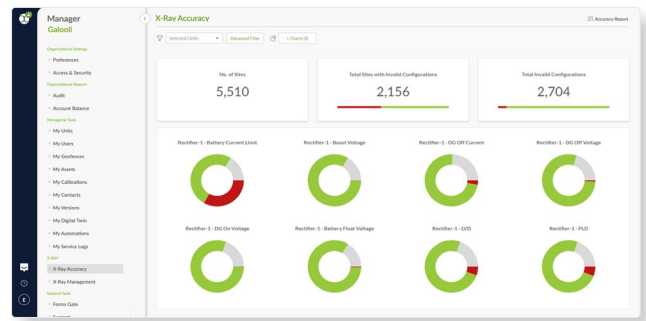 Manager
Galooli
Organizational Settings
Preferences
Access & Security
Organizational Reports
Audit
Account Balance
Managerial Tools
My Units
My Users
My Geofences
My Assets
My Calibrations
My Contacts
My Versions
My Digital Twin
My Automations
My Service Logs
X-RAY
X-Ray Accuracy
X-Ray Management
General Tools
Forms Gate
E
X-Ray Accuracy
Accuracy Report
Selected Units
Advanced Filter
+ Charts (8)
No. of Sites
5,510
Total Sites with Invalid Configurations
2,156
Total Invalid Configurations
2,704
Rectifier-1 - Battery Current Limit
Rectifier-1 - Boost Voltage
Rectifier-1 - DG Off Current
Rectifier-1 - DG Off Voltage
Rectifier-1 - DG On Voltage
Rectifier-1 - Battery Float Voltage
Rectifier-1 - LVD
Rectifier-1 - PLD